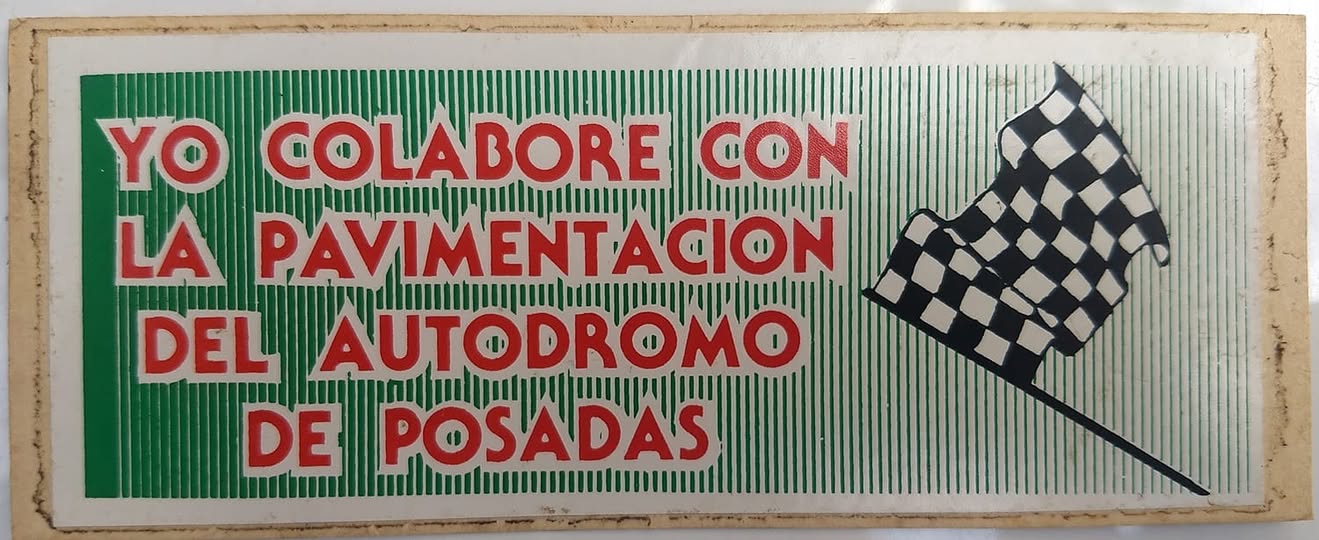 YO COLABORE CON
LA PAVIMENTACION
DEL AUTODROMO
DE POSADAS